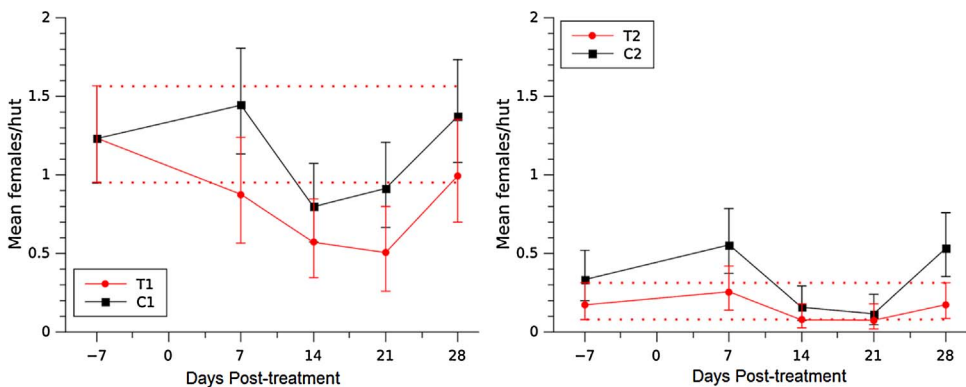 2
1.5
1
0.5
0
Mean females/hut
T1
C1
−7 0 7 14 21 28
Days Post-treatment
2
1.5
1
0.5
0
Mean females/hut
T2
C2
−7 0 7 14 21 28
Days Post-treatment